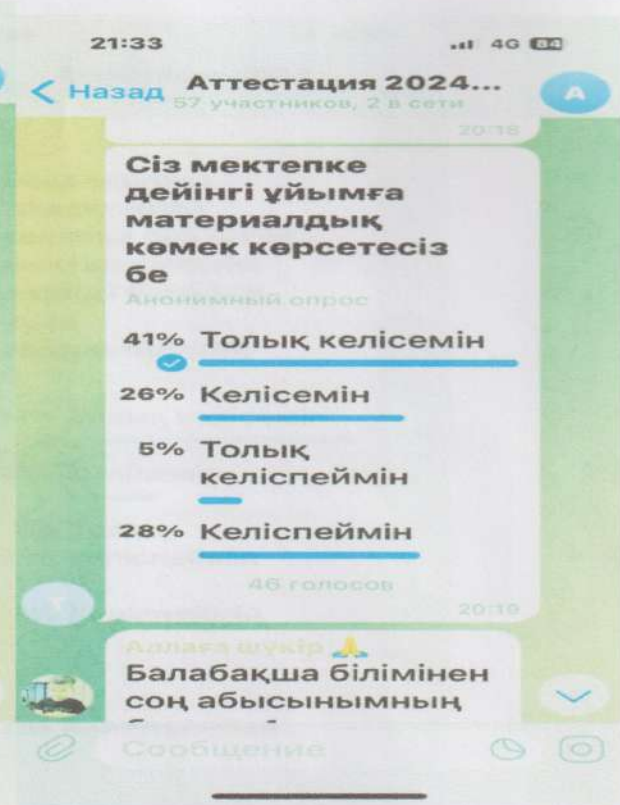 21:33
4G 84
Назад
Аттестация 2024...
57 участников, 2 в сети
20:18
Сіз мектепке
дейінгі ұйымға
материалдық
көмек көрсетесіз
бе
Анонимный опрос
41% Толық келісемін
26% Келісемін
5% Толық
келіспеймін
28% Келіспеймін
46 голосов
20:19
Аллаға шүкір 🙏
Балабақша білімінен
соң абысынымның
Сообщение